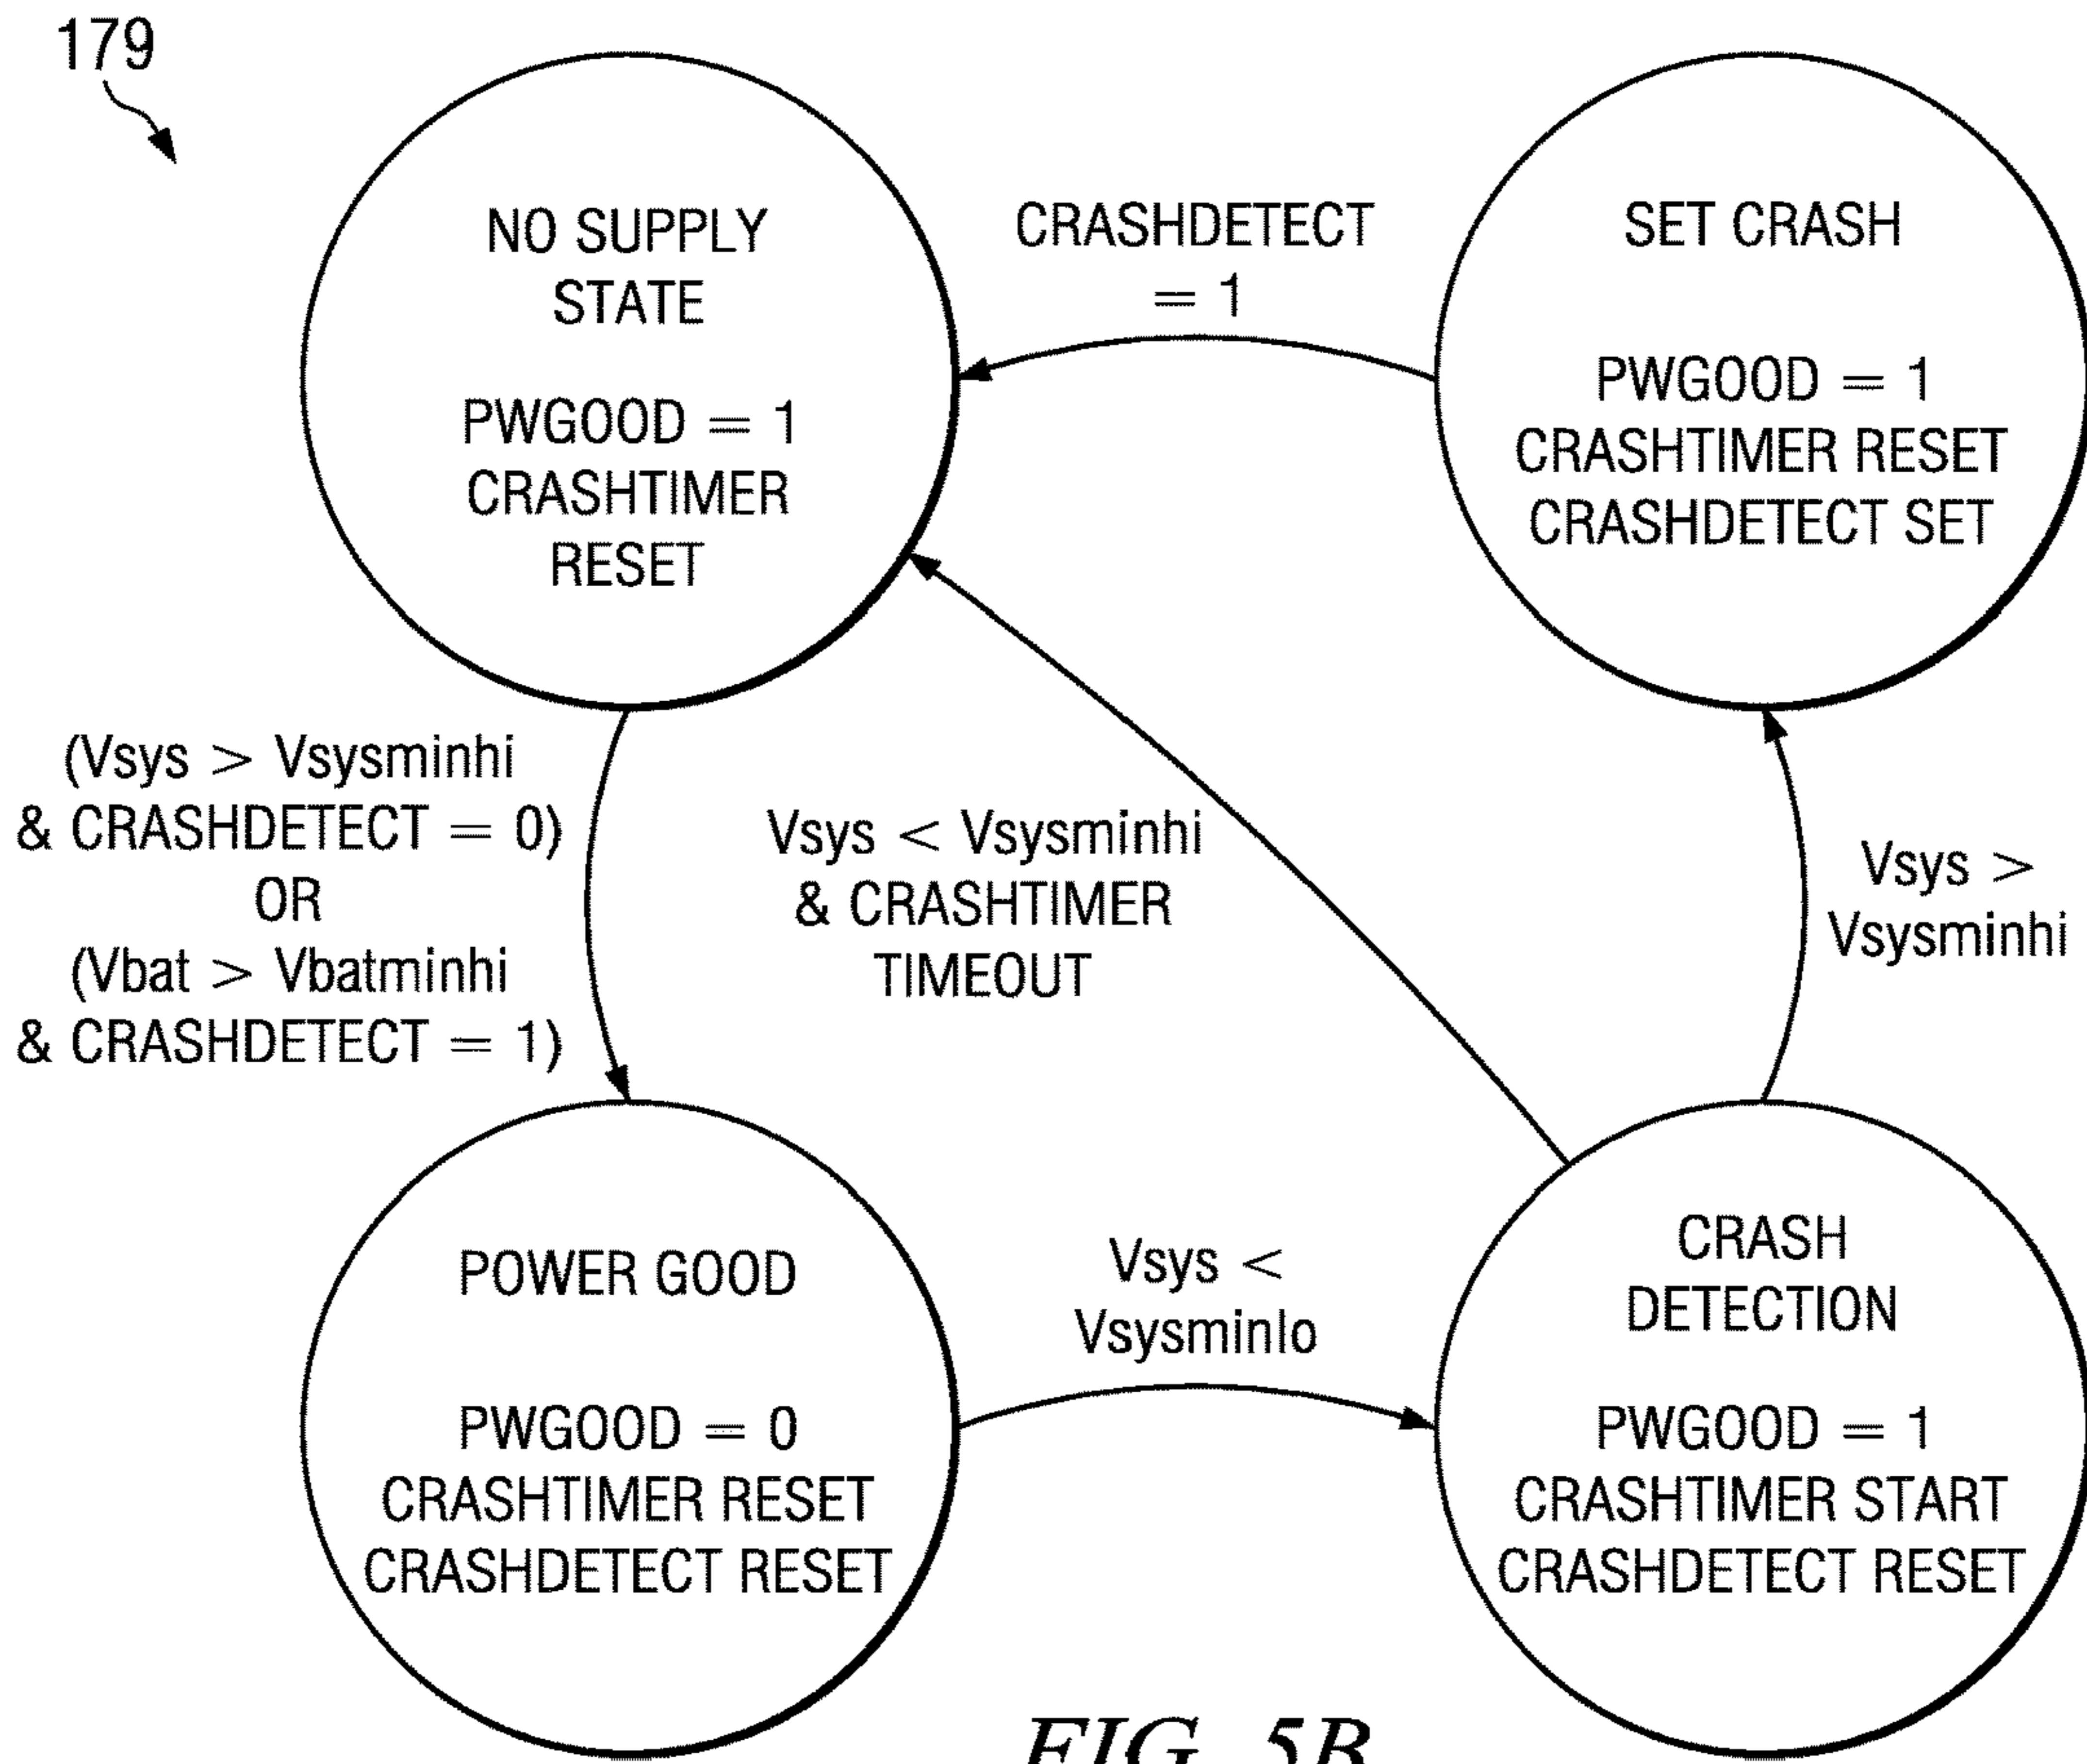 179
NO SUPPLY
STATE
PWGOOD = 1
CRASHTIMER
RESET
CRASHDETECT
= 1
SET CRASH
PWGOOD = 1
CRASHTIMER RESET
CRASHDETECT SET
(Vsys > Vsysminhi
& CRASHDETECT = 0)
OR
(Vbat > Vbatminhi
& CRASHDETECT = 1)
Vsys < Vsysminhi
& CRASHTIMER
TIMEOUT
Vsys >
Vsysminhi
POWER GOOD
PWGOOD = 0
CRASHTIMER RESET
CRASHDETECT RESET
Vsys <
Vsysminlo
CRASH
DETECTION
PWGOOD = 1
CRASHTIMER START
CRASHDETECT RESET
FIG. 5B